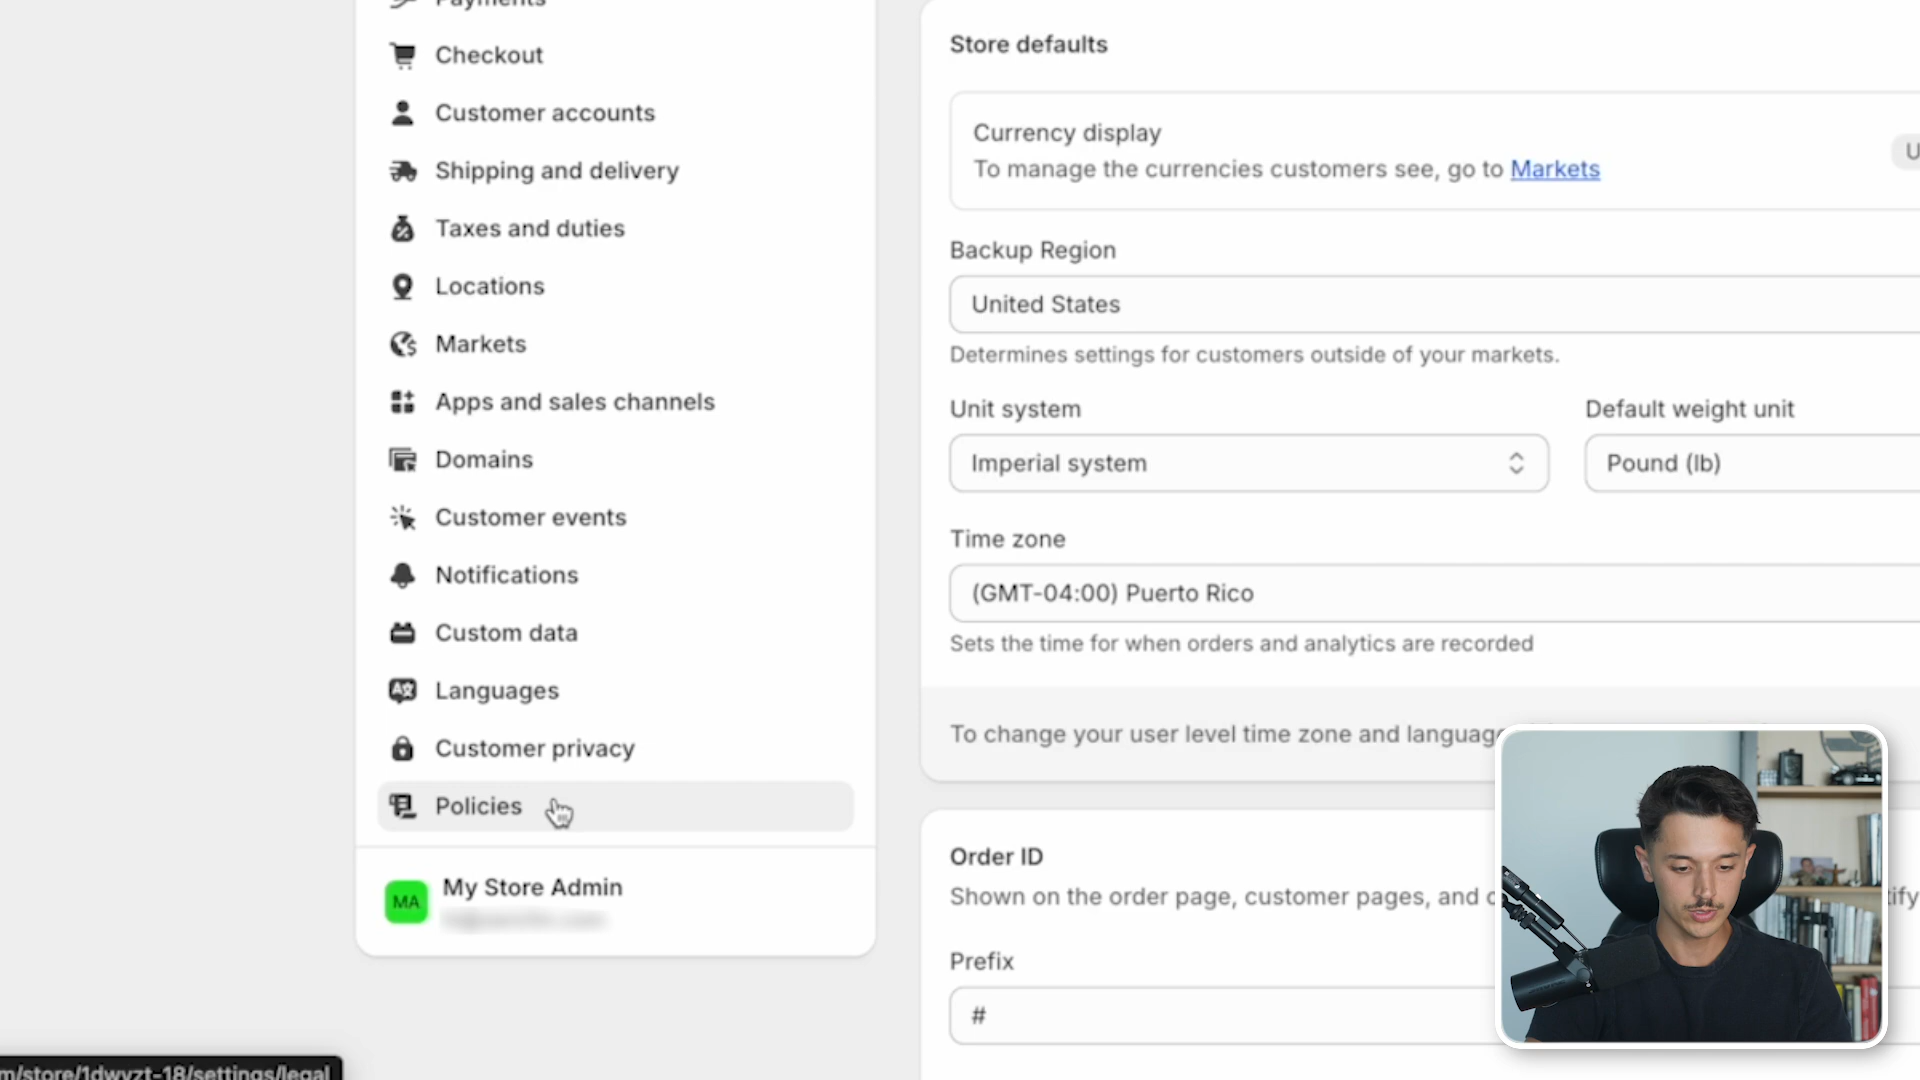 Payments
Checkout
Customer accounts
Shipping and delivery
Taxes and duties
Locations
Markets
Apps and sales channels
Domains
Customer events
Notifications
Custom data
Languages
Customer privacy
Policies
MA
My Store Admin
m/store/1dwyzt-18/settings/legal
Store defaults
Currency display
U
To manage the currencies customers see, go to Markets
Backup Region
United States
Determines settings for customers outside of your markets.
Unit system
Default weight unit
Imperial system
Pound (lb)
Time zone
(GMT-04:00) Puerto Rico
Sets the time for when orders and analytics are recorded
To change your user level time zone and languag
Order ID
Shown on the order page, customer pages, and
tify
Prefix
#